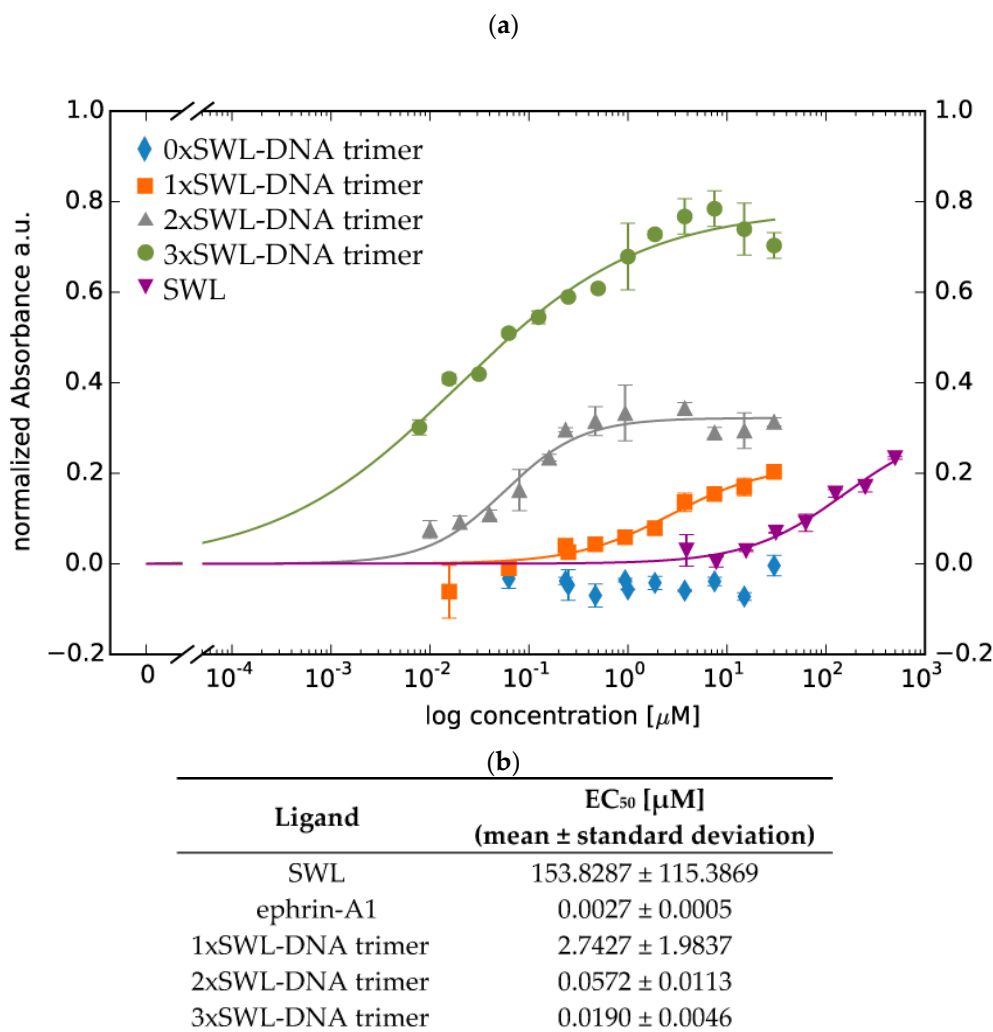 (a)
1.0 1.0
0xSWL-DNA trimer
1xSWL-DNA trimer
2xSWL-DNA trimer
3xSWL-DNA trimer
SWL
0.8 0.8
0.6 0.6
0.4 0.4
0.2 0.2
0.0 0.0
−0.2 −0.2
normalized Absorbance a.u.
0 10⁻⁴ 10⁻³ 10⁻² 10⁻¹ 10⁰ 10¹ 10² 10³
log concentration [μM]
(b)
Ligand EC₅₀ [μM]
(mean ± standard deviation)
SWL 153.8287 ± 115.3869
ephrin-A1 0.0027 ± 0.0005
1xSWL-DNA trimer 2.7427 ± 1.9837
2xSWL-DNA trimer 0.0572 ± 0.0113
3xSWL-DNA trimer 0.0190 ± 0.0046